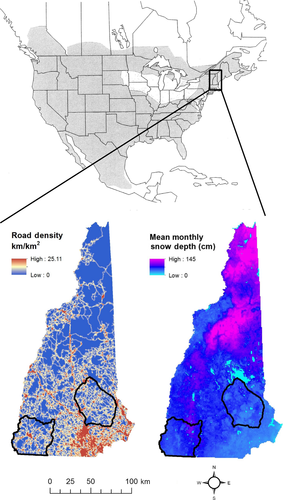 Road density
km/km²
High : 25.11
Low : 0
Mean monthly
snow depth (cm)
High : 145
Low : 0
0 25 50 100 km
N
W E
S